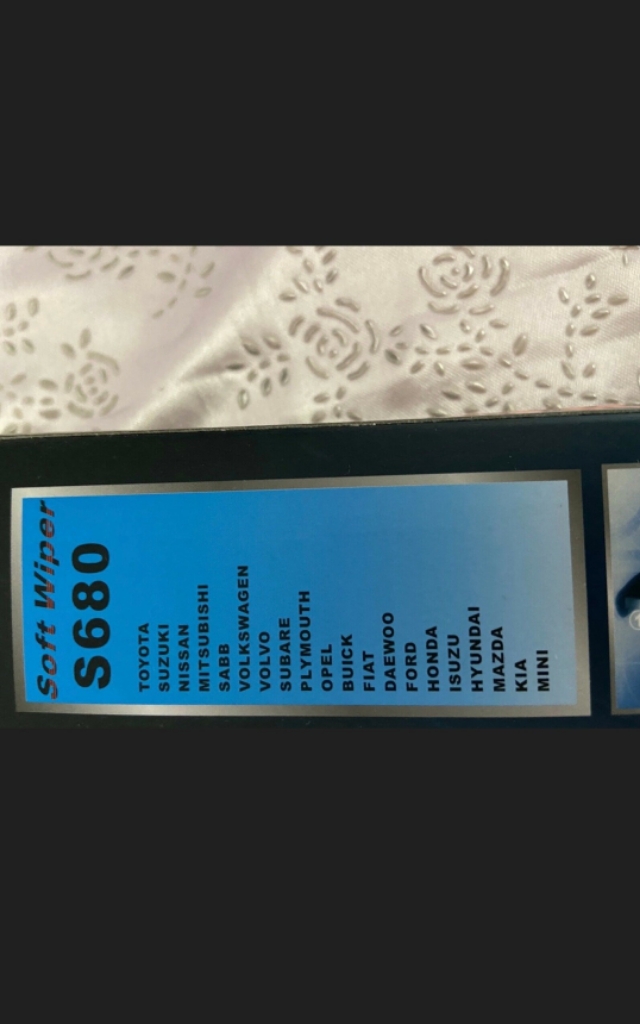 Soft Wiper
S680
TOYOTA
SUZUKI
NISSAN
MITSUBISHI
SABB
VOLKSWAGEN
VOLVO
SUBARE
PLYMOUTH
OPEL
BUICK
FIAT
DAEWOO
FORD
HONDA
ISUZU
HYUNDAI
MAZDA
KIA
MINI